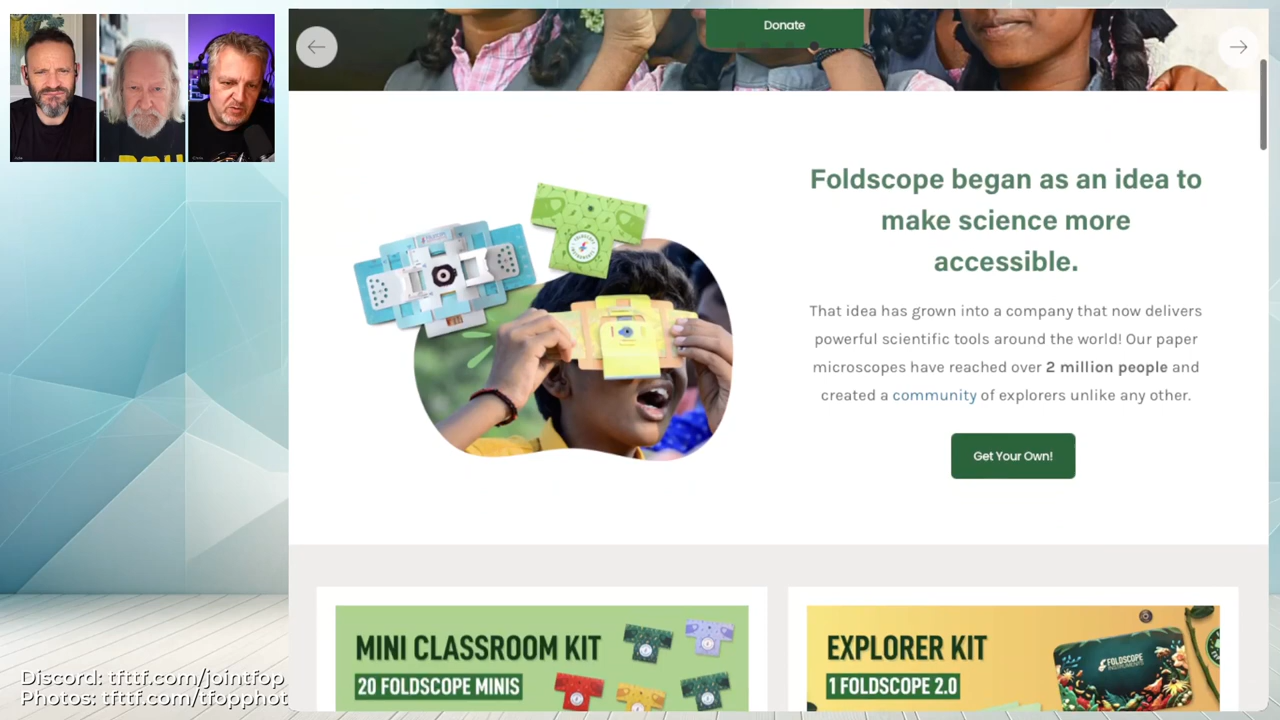 Donate
Foldscope began as an idea to
make science more
accessible.
That idea has grown into a company that now delivers
powerful scientific tools around the world! Our paper
microscopes have reached over 2 million people and
created a community of explorers unlike any other.
Get Your Own!
MINI CLASSROOM KIT
20 FOLDSCOPE MINIS
EXPLORER KIT
1 FOLDSCOPE 2.0
FOLDSCOPE
INSTRUMENTS
Discord: tfttf.com/jointfop
Photos: tfttf.com/tfopphot